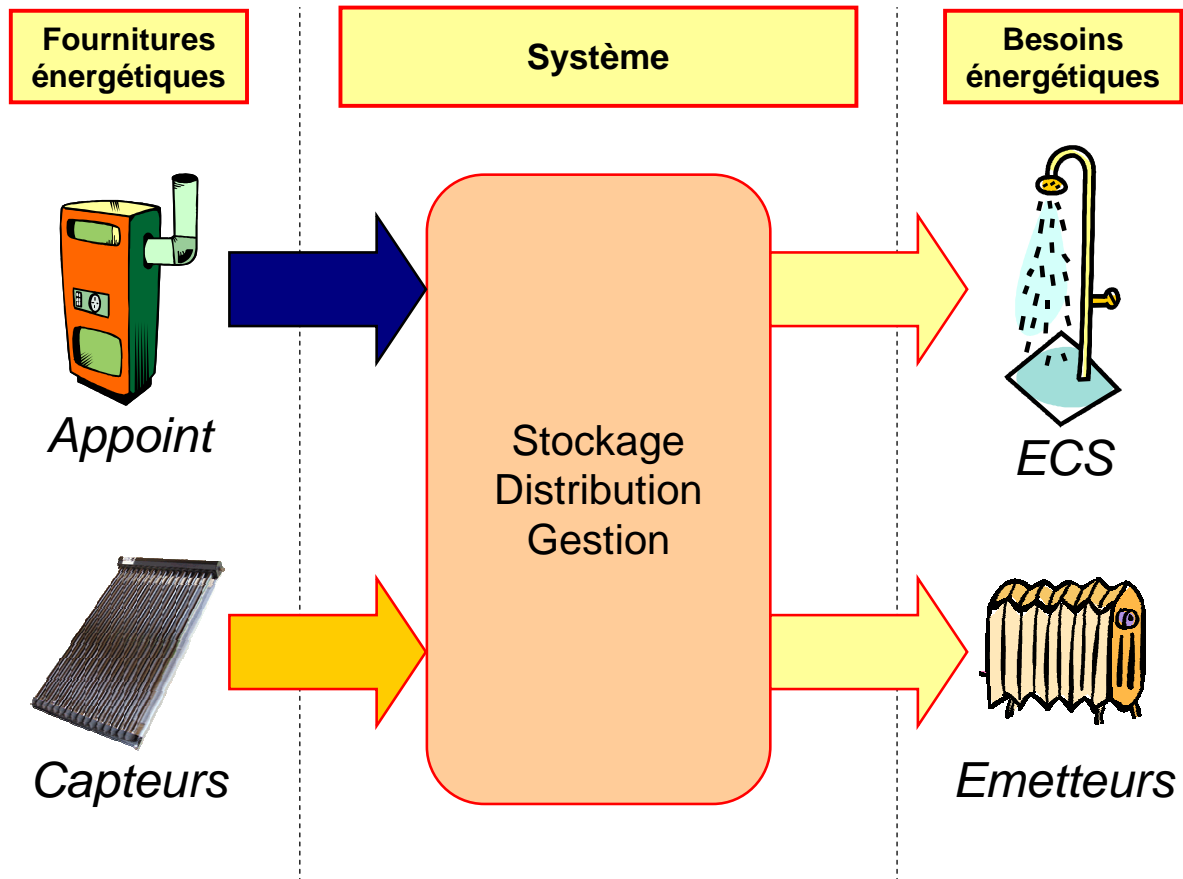 Fournitures
énergétiques
Système
Besoins
énergétiques
Appoint
Capteurs
Stockage
Distribution
Gestion
ECS
Emetteurs